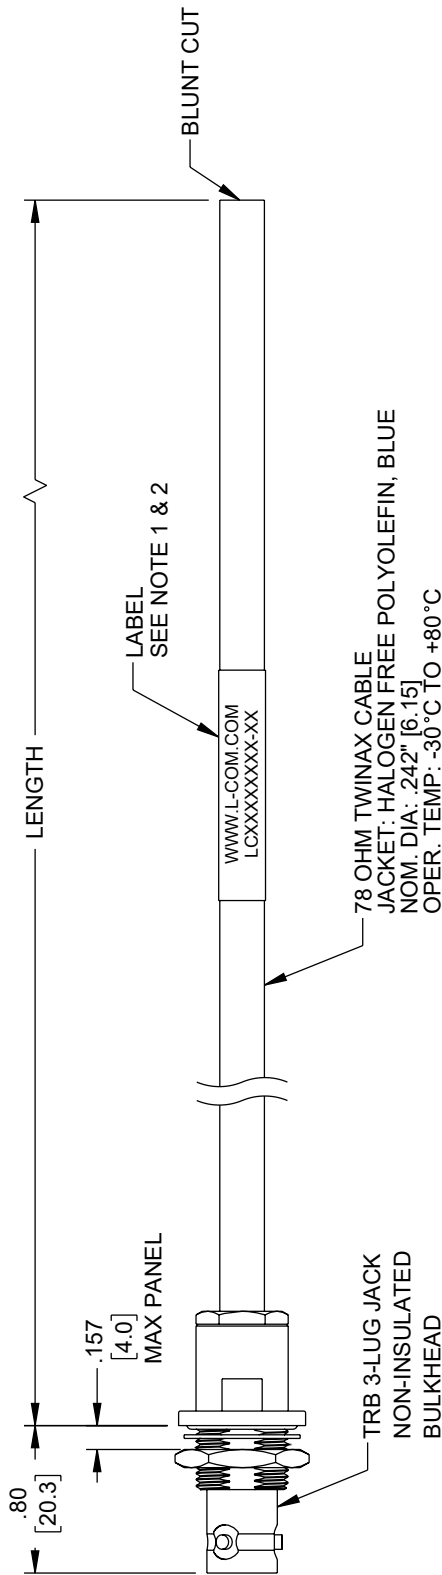 .80
[20.3]
LENGTH
.157
[4.0]
MAX PANEL
LABEL
SEE NOTE 1 & 2
BLUNT CUT
WWW.L-COM.COM
LCXXXXXXXX-XX
TRB 3-LUG JACK
NON-INSULATED
BULKHEAD
78 OHM TWINAX CABLE
JACKET: HALOGEN FREE POLYOLEFIN, BLUE
NOM. DIA: .242" [6.15]
OPER. TEMP: -30°C TO +80°C